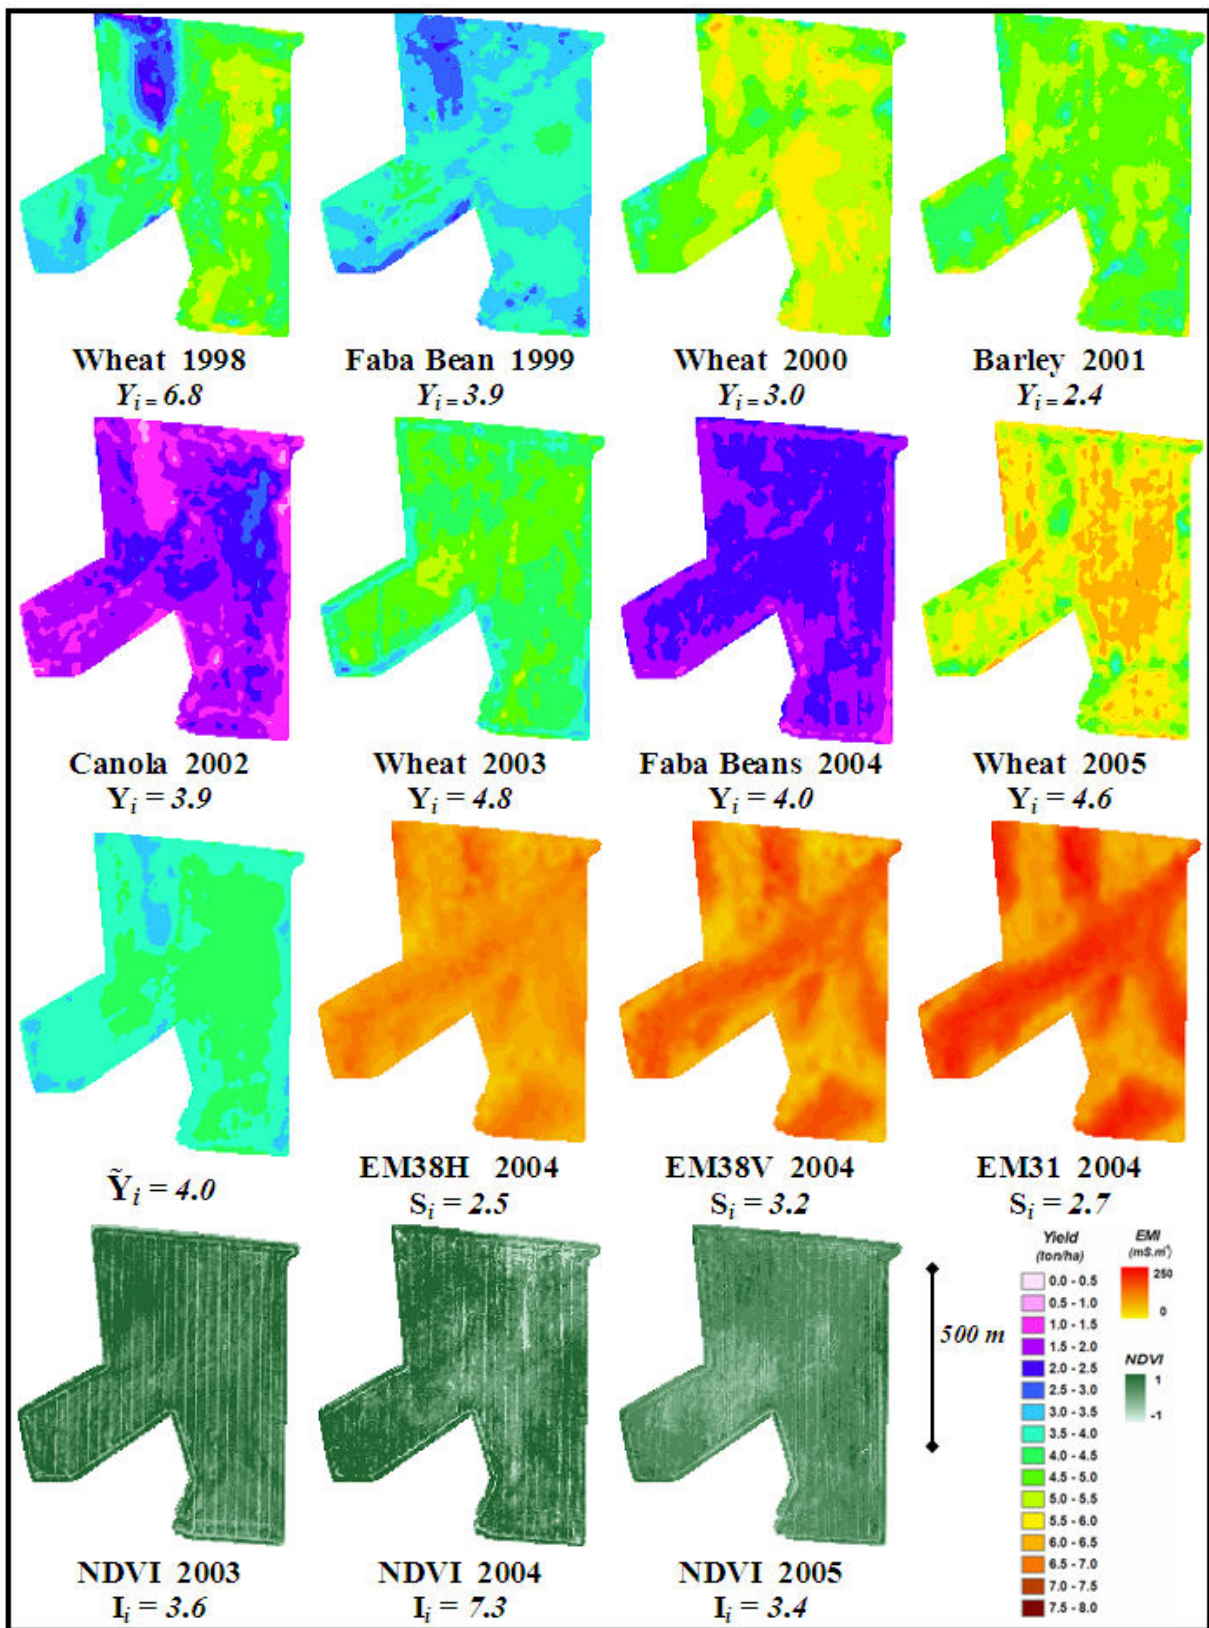 Wheat 1998 Faba Bean 1999 Wheat 2000 Barley 2001
Yi = 6.8 Yi = 3.9 Yi = 3.0 Yi = 2.4
Canola 2002 Wheat 2003 Faba Beans 2004 Wheat 2005
Yi = 3.9 Yi = 4.8 Yi = 4.0 Yi = 4.6
Ỹi = 4.0 EM38H 2004 EM38V 2004 EM31 2004
Si = 2.5 Si = 3.2 Si = 2.7
NDVI 2003 NDVI 2004 NDVI 2005
Ii = 3.6 Ii = 7.3 Ii = 3.4
500 m
Yield
(ton/ha)
0.0 - 0.5
0.5 - 1.0
1.0 - 1.5
1.5 - 2.0
2.0 - 2.5
2.5 - 3.0
3.0 - 3.5
3.5 - 4.0
4.0 - 4.5
4.5 - 5.0
5.0 - 5.5
5.5 - 6.0
6.0 - 6.5
6.5 - 7.0
7.0 - 7.5
7.5 - 8.0
EMI
250
0
NDVI
1
-1